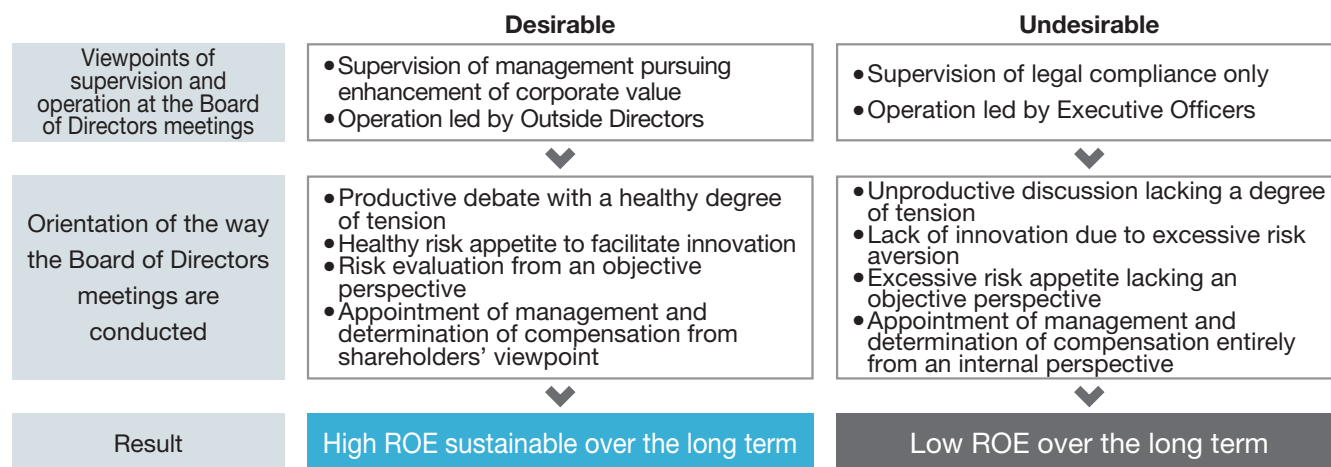 Desirable
Undesirable
Viewpoints of
supervision and
operation at the Board
of Directors meetings
•Supervision of management pursuing
enhancement of corporate value
•Operation led by Outside Directors
•Supervision of legal compliance only
•Operation led by Executive Officers
Orientation of the way
the Board of Directors
meetings are
conducted
•Productive debate with a healthy degree
of tension
•Healthy risk appetite to facilitate innovation
•Risk evaluation from an objective
perspective
•Appointment of management and
determination of compensation from
shareholders’ viewpoint
•Unproductive discussion lacking a degree
of tension
•Lack of innovation due to excessive risk
aversion
•Excessive risk appetite lacking an
objective perspective
•Appointment of management and
determination of compensation entirely
from an internal perspective
Result
High ROE sustainable over the long term
Low ROE over the long term